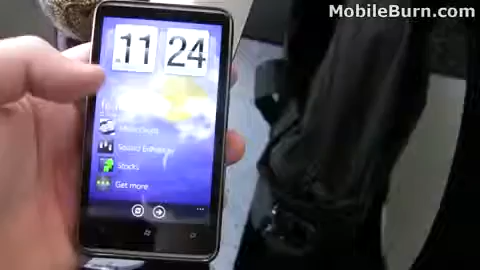 MobileBurn.com
11 24
Sound Enhancer
Stocks
Get more